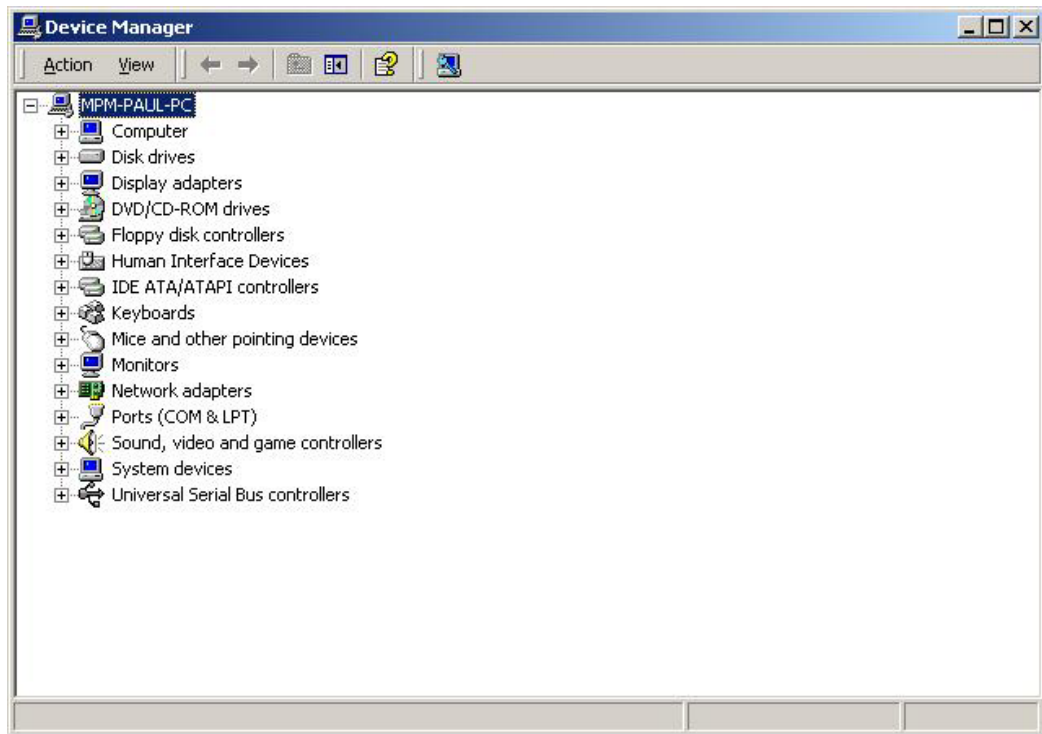 Device Manager
Action View
MPM-PAUL-PC
Computer
Disk drives
Display adapters
DVD/CD-ROM drives
Floppy disk controllers
Human Interface Devices
IDE ATA/ATAPI controllers
Keyboards
Mice and other pointing devices
Monitors
Network adapters
Ports (COM & LPT)
Sound, video and game controllers
System devices
Universal Serial Bus controllers